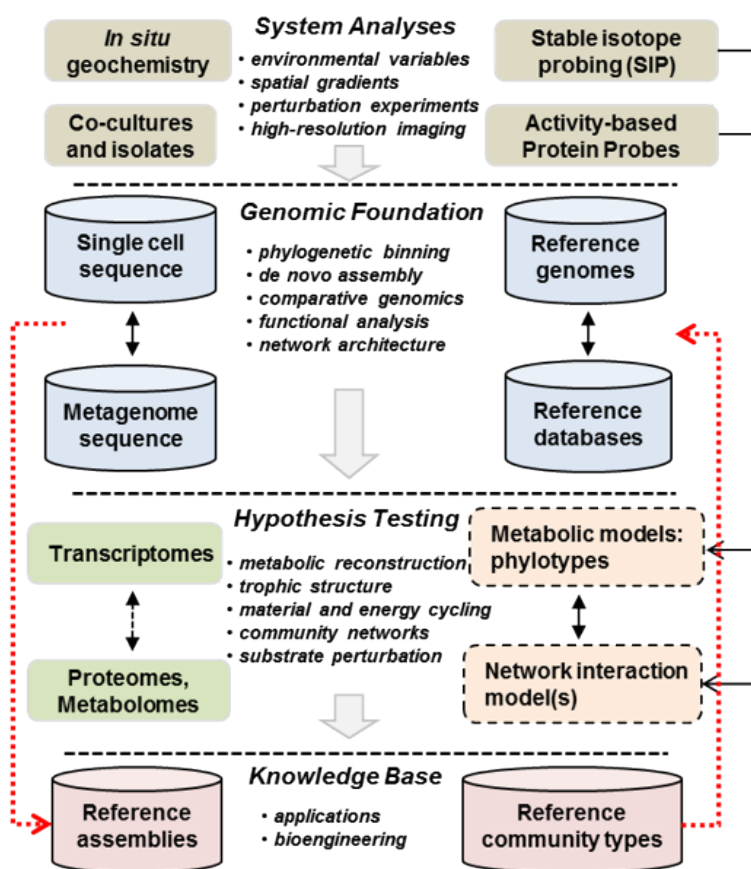 System Analyses
In situ
geochemistry
• environmental variables
• spatial gradients
• perturbation experiments
• high-resolution imaging
Stable isotope
probing (SIP)
Co-cultures
and isolates
Activity-based
Protein Probes
Genomic Foundation
Single cell
sequence
• phylogenetic binning
• de novo assembly
• comparative genomics
• functional analysis
• network architecture
Reference
genomes
Metagenome
sequence
Reference
databases
Hypothesis Testing
Transcriptomes
• metabolic reconstruction
• trophic structure
• material and energy cycling
• community networks
• substrate perturbation
Metabolic models:
phylotypes
Proteomes,
Metabolomes
Network interaction
model(s)
Knowledge Base
Reference
assemblies
• applications
• bioengineering
Reference
community types